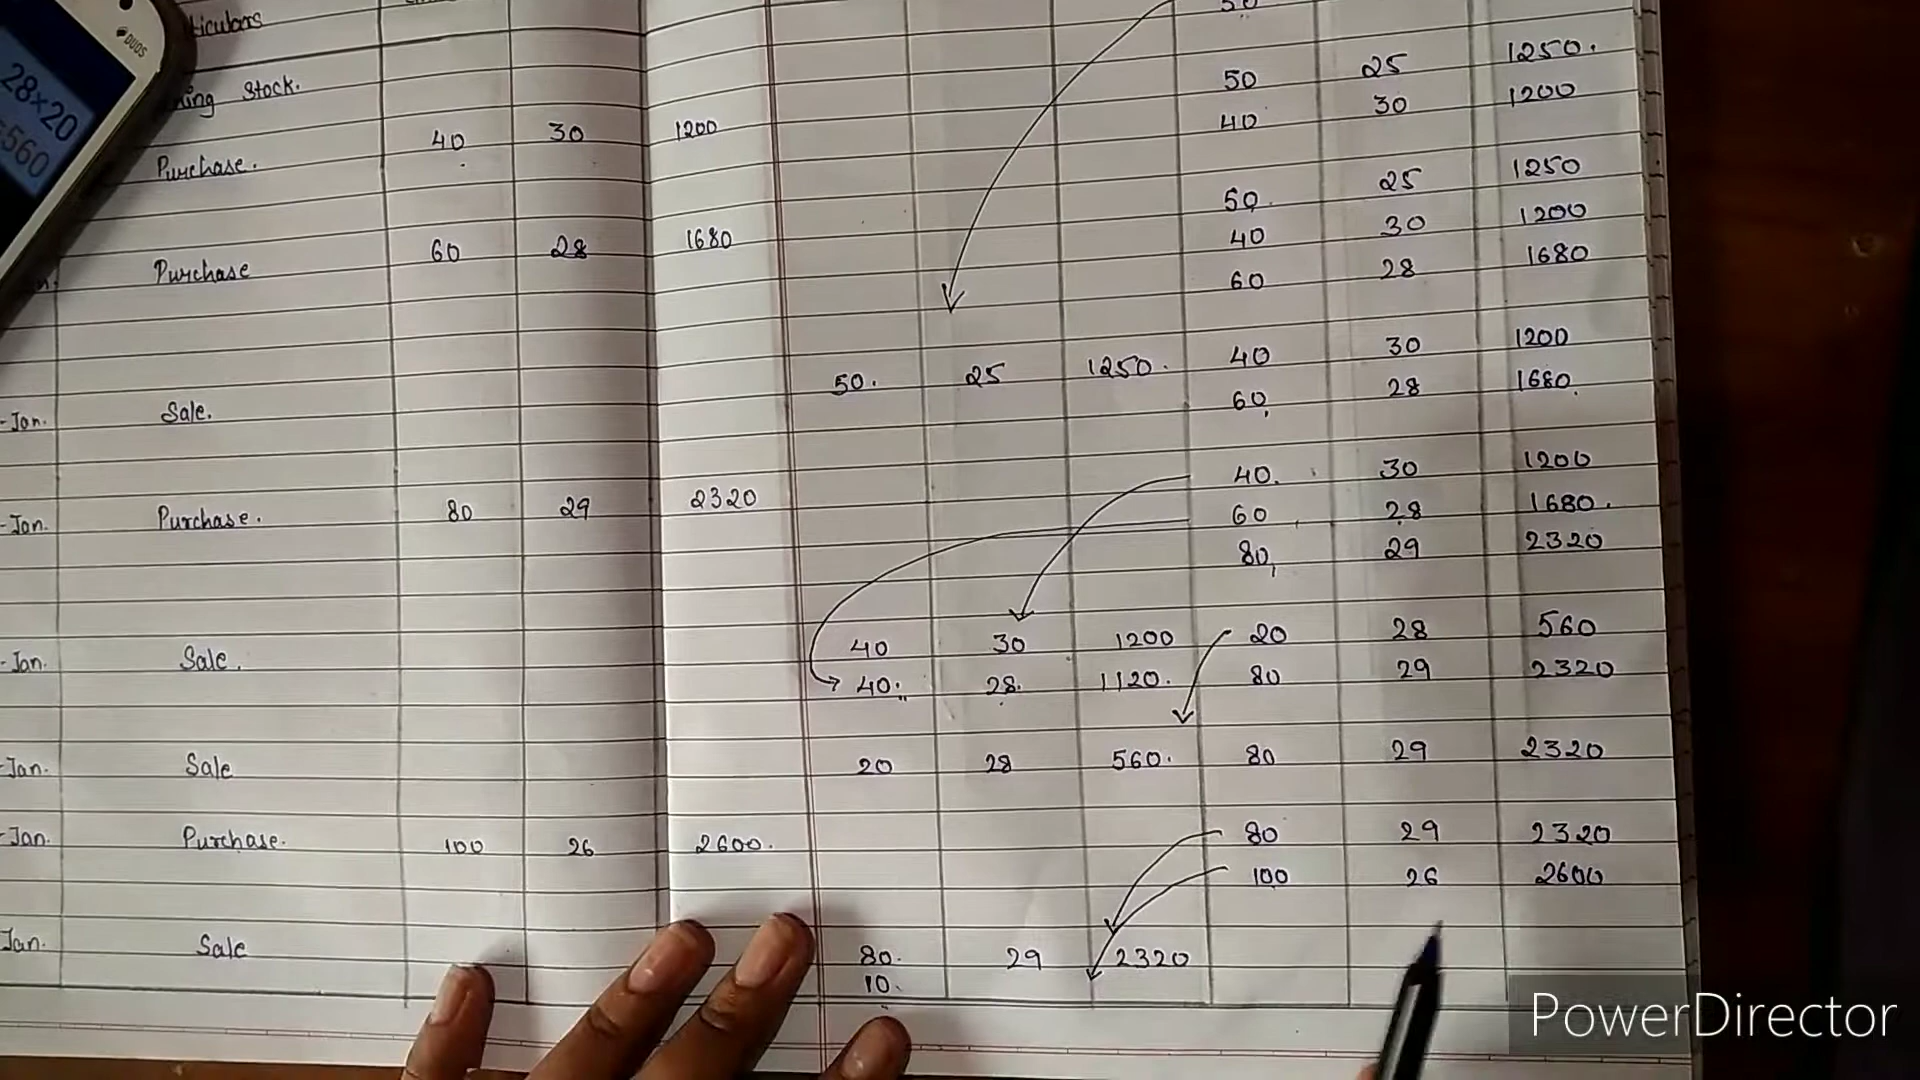 DUOS
28×20
=560
50
50 25 1250.
Stock.
40 30 1200
40 30 1200
Purchase.
50. 25 1250
40 30 1200
60 28 1680
Purchase 60 28 1680
50. 25 1250. 40 30 1200
60, 28 1680.
-Jan. Sale.
40. 30 1200
60 28 1680.
80, 29 2320
-Jan. Purchase. 80 29 2320
40 30 1200 20 28 560
-Jan. Sale.
40. 28. 1120. 80 29 2320
-Jan. Sale 20 28 560. 80 29 2320
-Jan. Purchase. 100 26 2600. 80 29 2320
100 26 2600
Jan. Sale 80. 29 2320
10.
PowerDirector